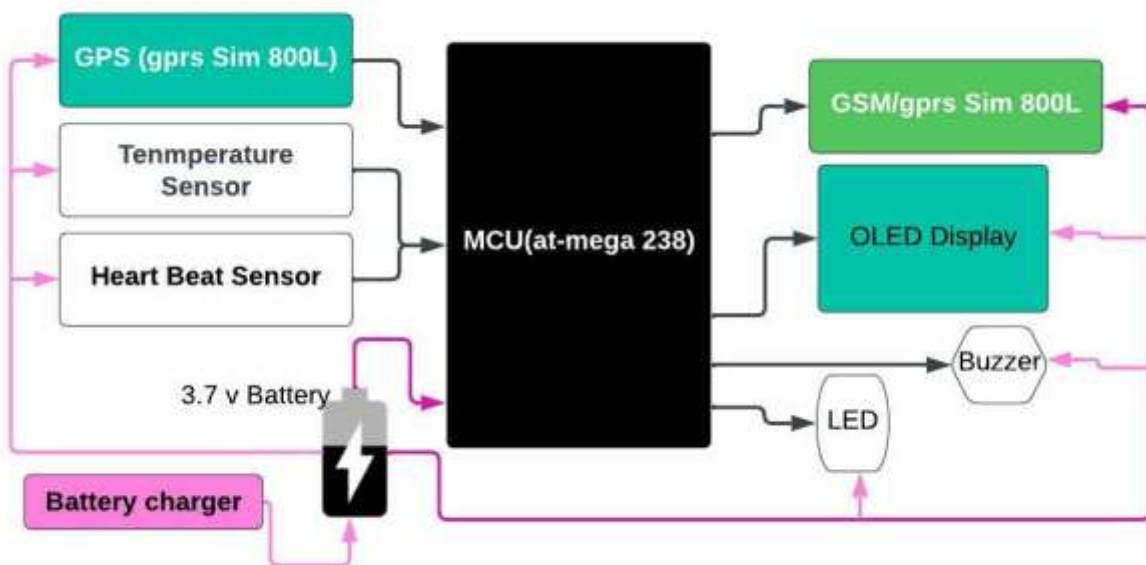 GPS (gprs Sim 800L)
GSM/gprs Sim 800L
Tenmperature
Sensor
MCU(at-mega 238)
OLED Display
Heart Beat Sensor
Buzzer
3.7 v Battery
LED
Battery charger